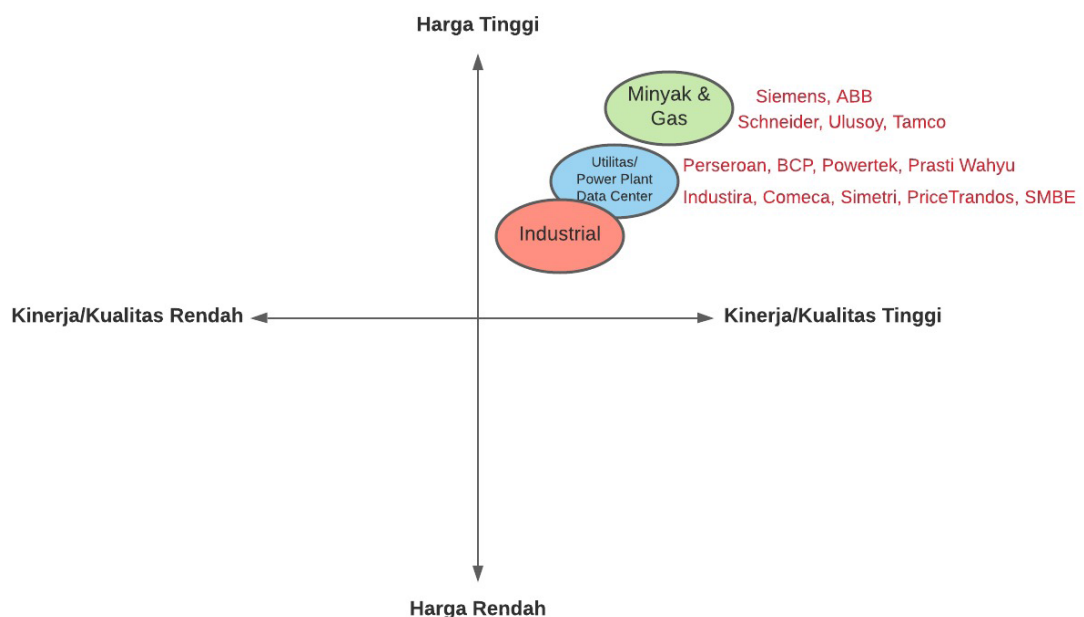 Harga Tinggi
Minyak &
Gas
Siemens, ABB
Schneider, Ulusoy, Tamco
Utilitas/
Power Plant
Data Center
Perseroan, BCP, Powertek, Prasti Wahyu
Industira, Comeca, Simetri, PriceTrandos, SMBE
Industrial
Kinerja/Kualitas Rendah
Kinerja/Kualitas Tinggi
Harga Rendah